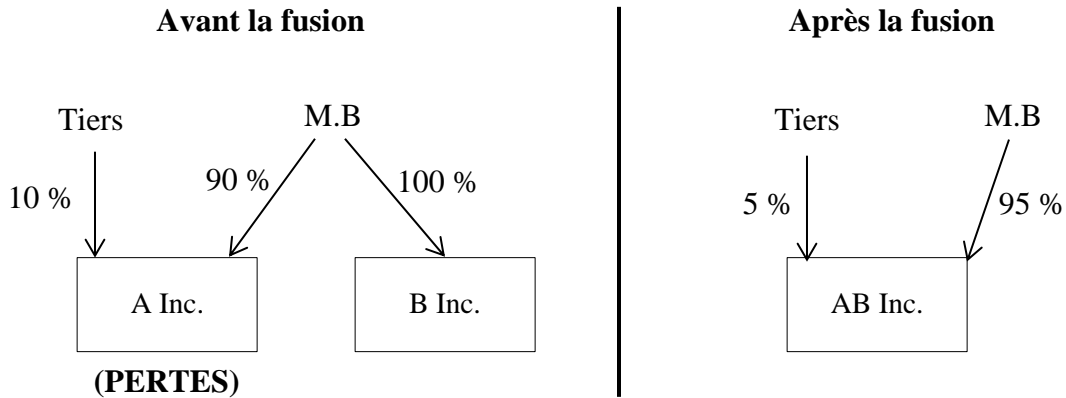 Avant la fusion
Tiers
M.B
10 %
90 %
100 %
A Inc.
B Inc.
(PERTES)
Après la fusion
Tiers
M.B
5 %
95 %
AB Inc.